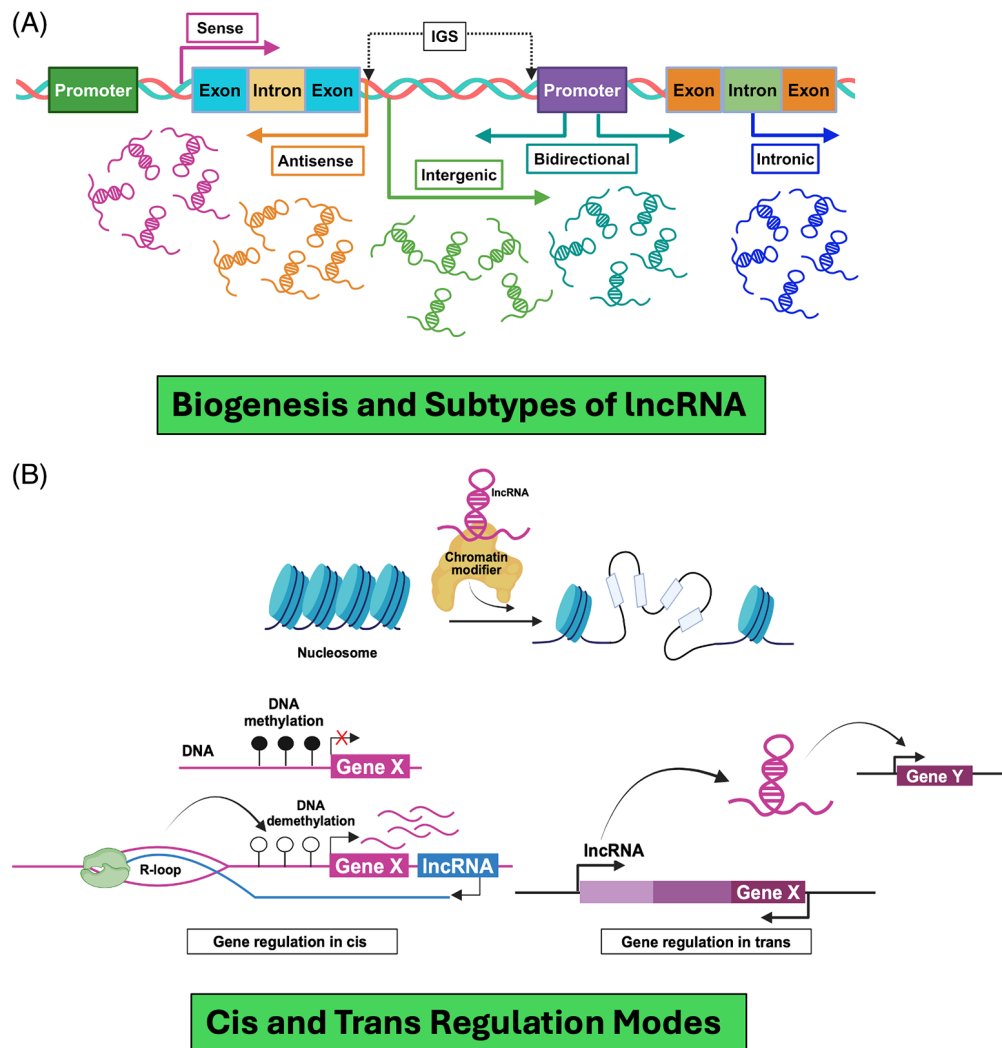 (A)
Sense
IGS
Promoter
Exon
Intron
Exon
Promoter
Exon
Intron
Exon
Antisense
Intergenic
Bidirectional
Intronic
Biogenesis and Subtypes of lncRNA
(B)
lncRNA
Chromatin
modifier
Nucleosome
DNA
methylation
DNA
Gene X
Gene Y
DNA
demethylation
R-loop
Gene X
lncRNA
lncRNA
Gene X
Gene regulation in cis
Gene regulation in trans
Cis and Trans Regulation Modes